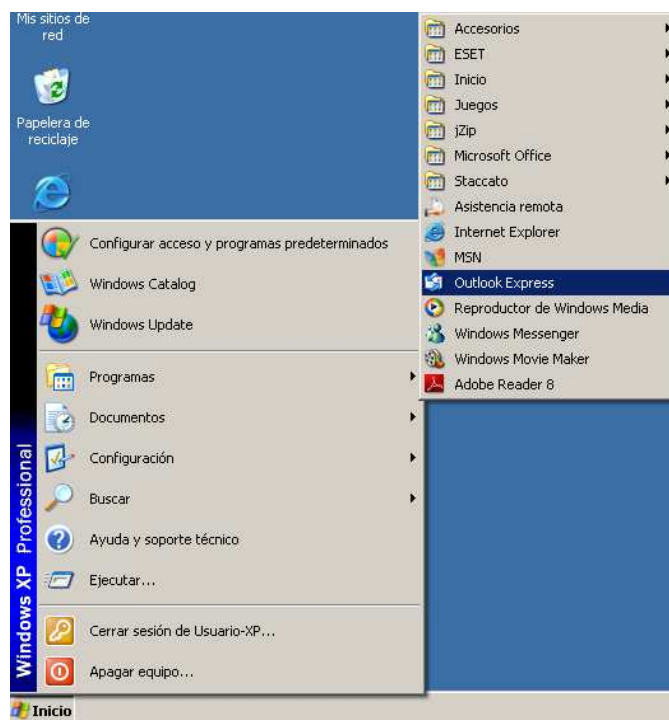 Mis sitios de
red
Papelera de
reciclaje
Accesorios
ESET
Inicio
Juegos
jZip
Microsoft Office
Staccato
Asistencia remota
Internet Explorer
MSN
Outlook Express
Reproductor de Windows Media
Windows Messenger
Windows Movie Maker
Adobe Reader 8
Configurar acceso y programas predeterminados
Windows Catalog
Windows Update
Programas
Documentos
Configuración
Buscar
Ayuda y soporte técnico
Ejecutar...
Cerrar sesión de Usuario-XP...
Apagar equipo...
Windows XP Professional
Inicio